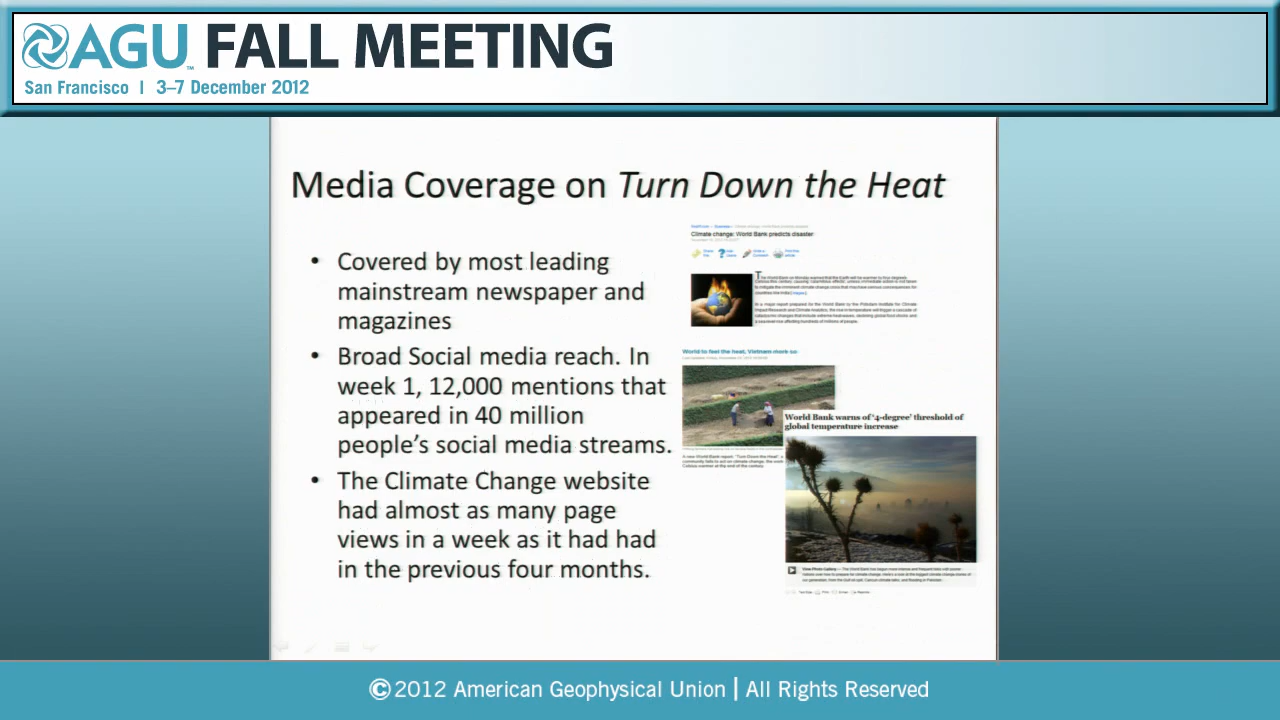 AGU FALL MEETING
San Francisco | 3–7 December 2012
Media Coverage on Turn Down the Heat
• Covered by most leading
mainstream newspaper and
magazines
• Broad Social media reach. In
week 1, 12,000 mentions that
appeared in 40 million
people’s social media streams.
• The Climate Change website
had almost as many page
views in a week as it had had
in the previous four months.
Climate change: World Bank predicts disaster
World to feel the heat, Vietnam more so
World Bank warns of ‘4-degree’ threshold of
global temperature increase
©2012 American Geophysical Union | All Rights Reserved